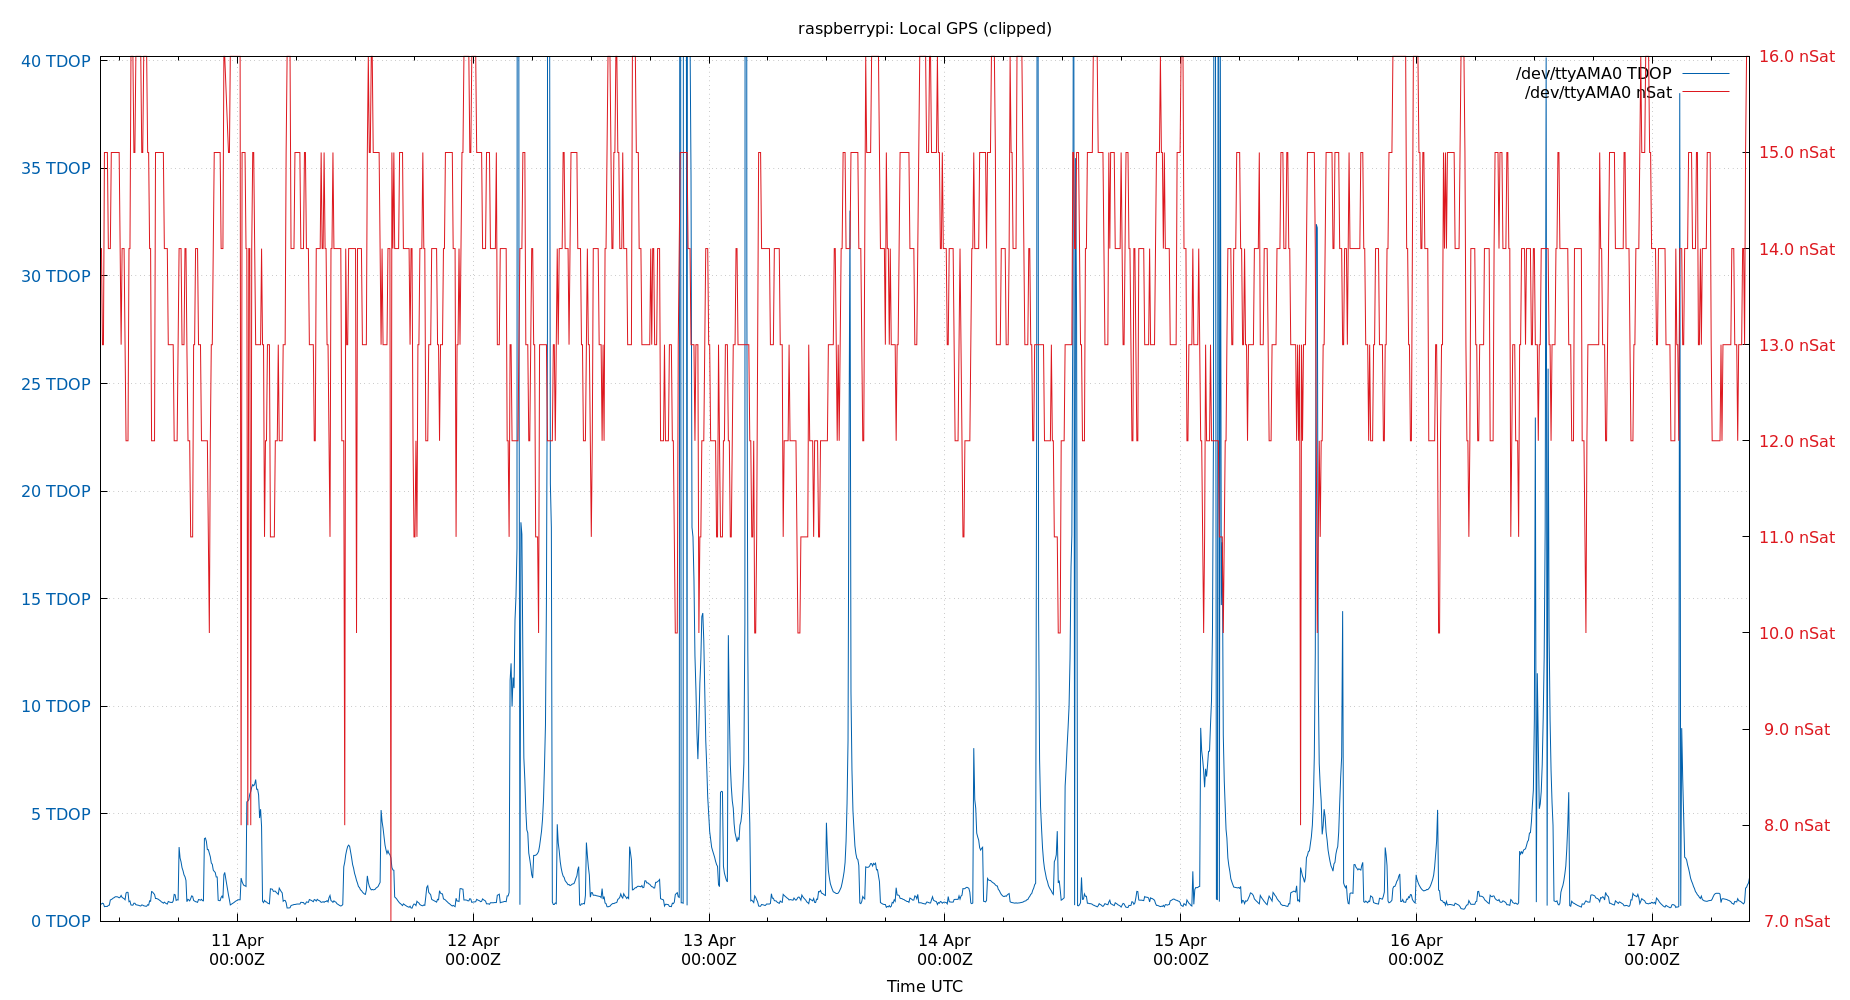 raspberrypi: Local GPS (clipped)
40 TDOP
35 TDOP
30 TDOP
25 TDOP
20 TDOP
15 TDOP
10 TDOP
5 TDOP
0 TDOP
16.0 nSat
15.0 nSat
14.0 nSat
13.0 nSat
12.0 nSat
11.0 nSat
10.0 nSat
9.0 nSat
8.0 nSat
7.0 nSat
/dev/ttyAMA0 TDOP
/dev/ttyAMA0 nSat
11 Apr
00:00Z
12 Apr
00:00Z
13 Apr
00:00Z
14 Apr
00:00Z
15 Apr
00:00Z
16 Apr
00:00Z
17 Apr
00:00Z
Time UTC